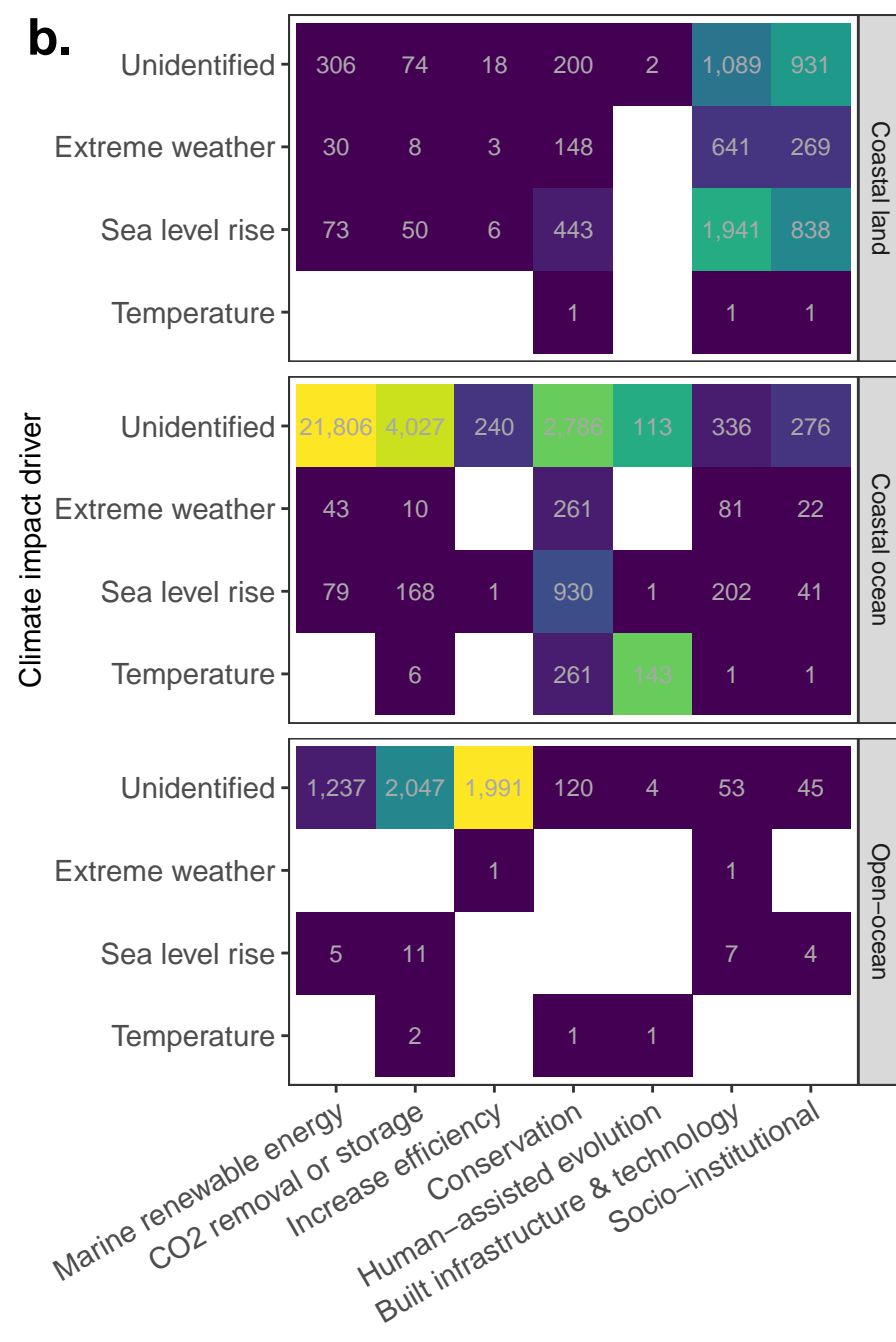 b.
Climate impact driver
Unidentified 306 74 18 200 2 1,089 931
Extreme weather 30 8 3 148 641 269
Sea level rise 73 50 6 443 1,941 838
Temperature 1 1 1
Coastal land
Unidentified 21,806 4,027 240 2,786 113 336 276
Extreme weather 43 10 261 81 22
Sea level rise 79 168 1 930 1 202 41
Temperature 6 261 143 1 1
Coastal ocean
Unidentified 1,237 2,047 1,991 120 4 53 45
Extreme weather 1 1
Sea level rise 5 11 7 4
Temperature 2 1 1
Open−ocean
Marine renewable energy
CO2 removal or storage
Increase efficiency
Conservation
Human−assisted evolution
Built infrastructure & technology
Socio−institutional